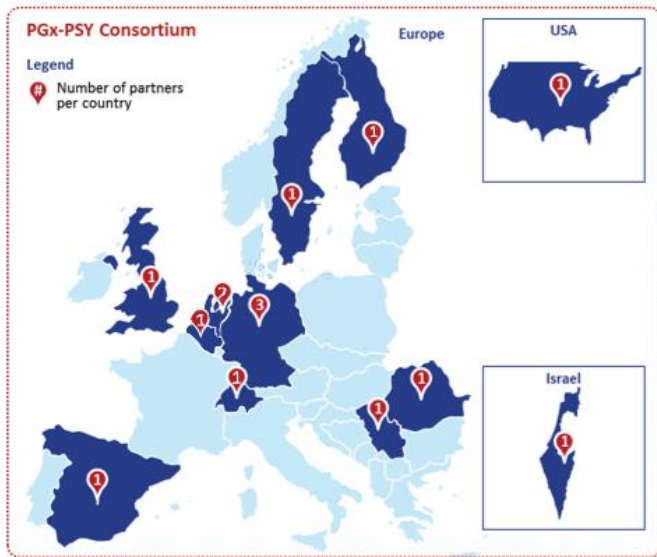 PGx-PSY Consortium
Europe
USA
Legend
# Number of partners
per country
1
1
1
1
2
1
3
1
1
1
Israel
1
1